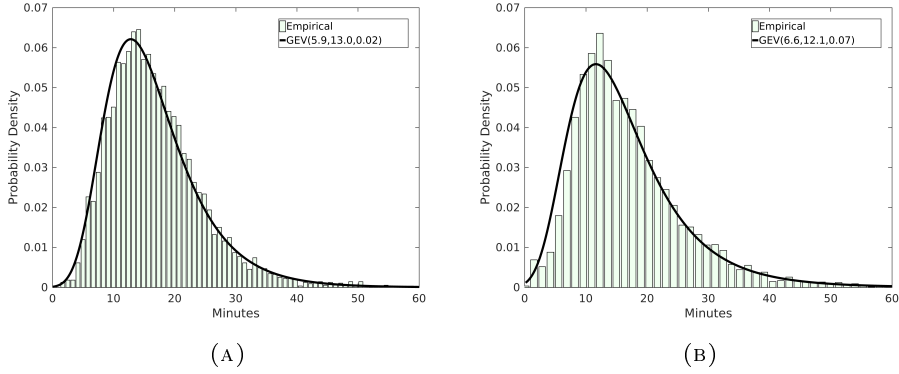 0.07
0.06
0.05
0.04
0.03
0.02
0.01
0
0 10 20 30 40 50 60
Probability Density
Minutes
Empirical
GEV(5.9,13.0,0.02)
(A)
0.07
0.06
0.05
0.04
0.03
0.02
0.01
0
0 10 20 30 40 50 60
Probability Density
Minutes
Empirical
GEV(6.6,12.1,0.07)
(B)